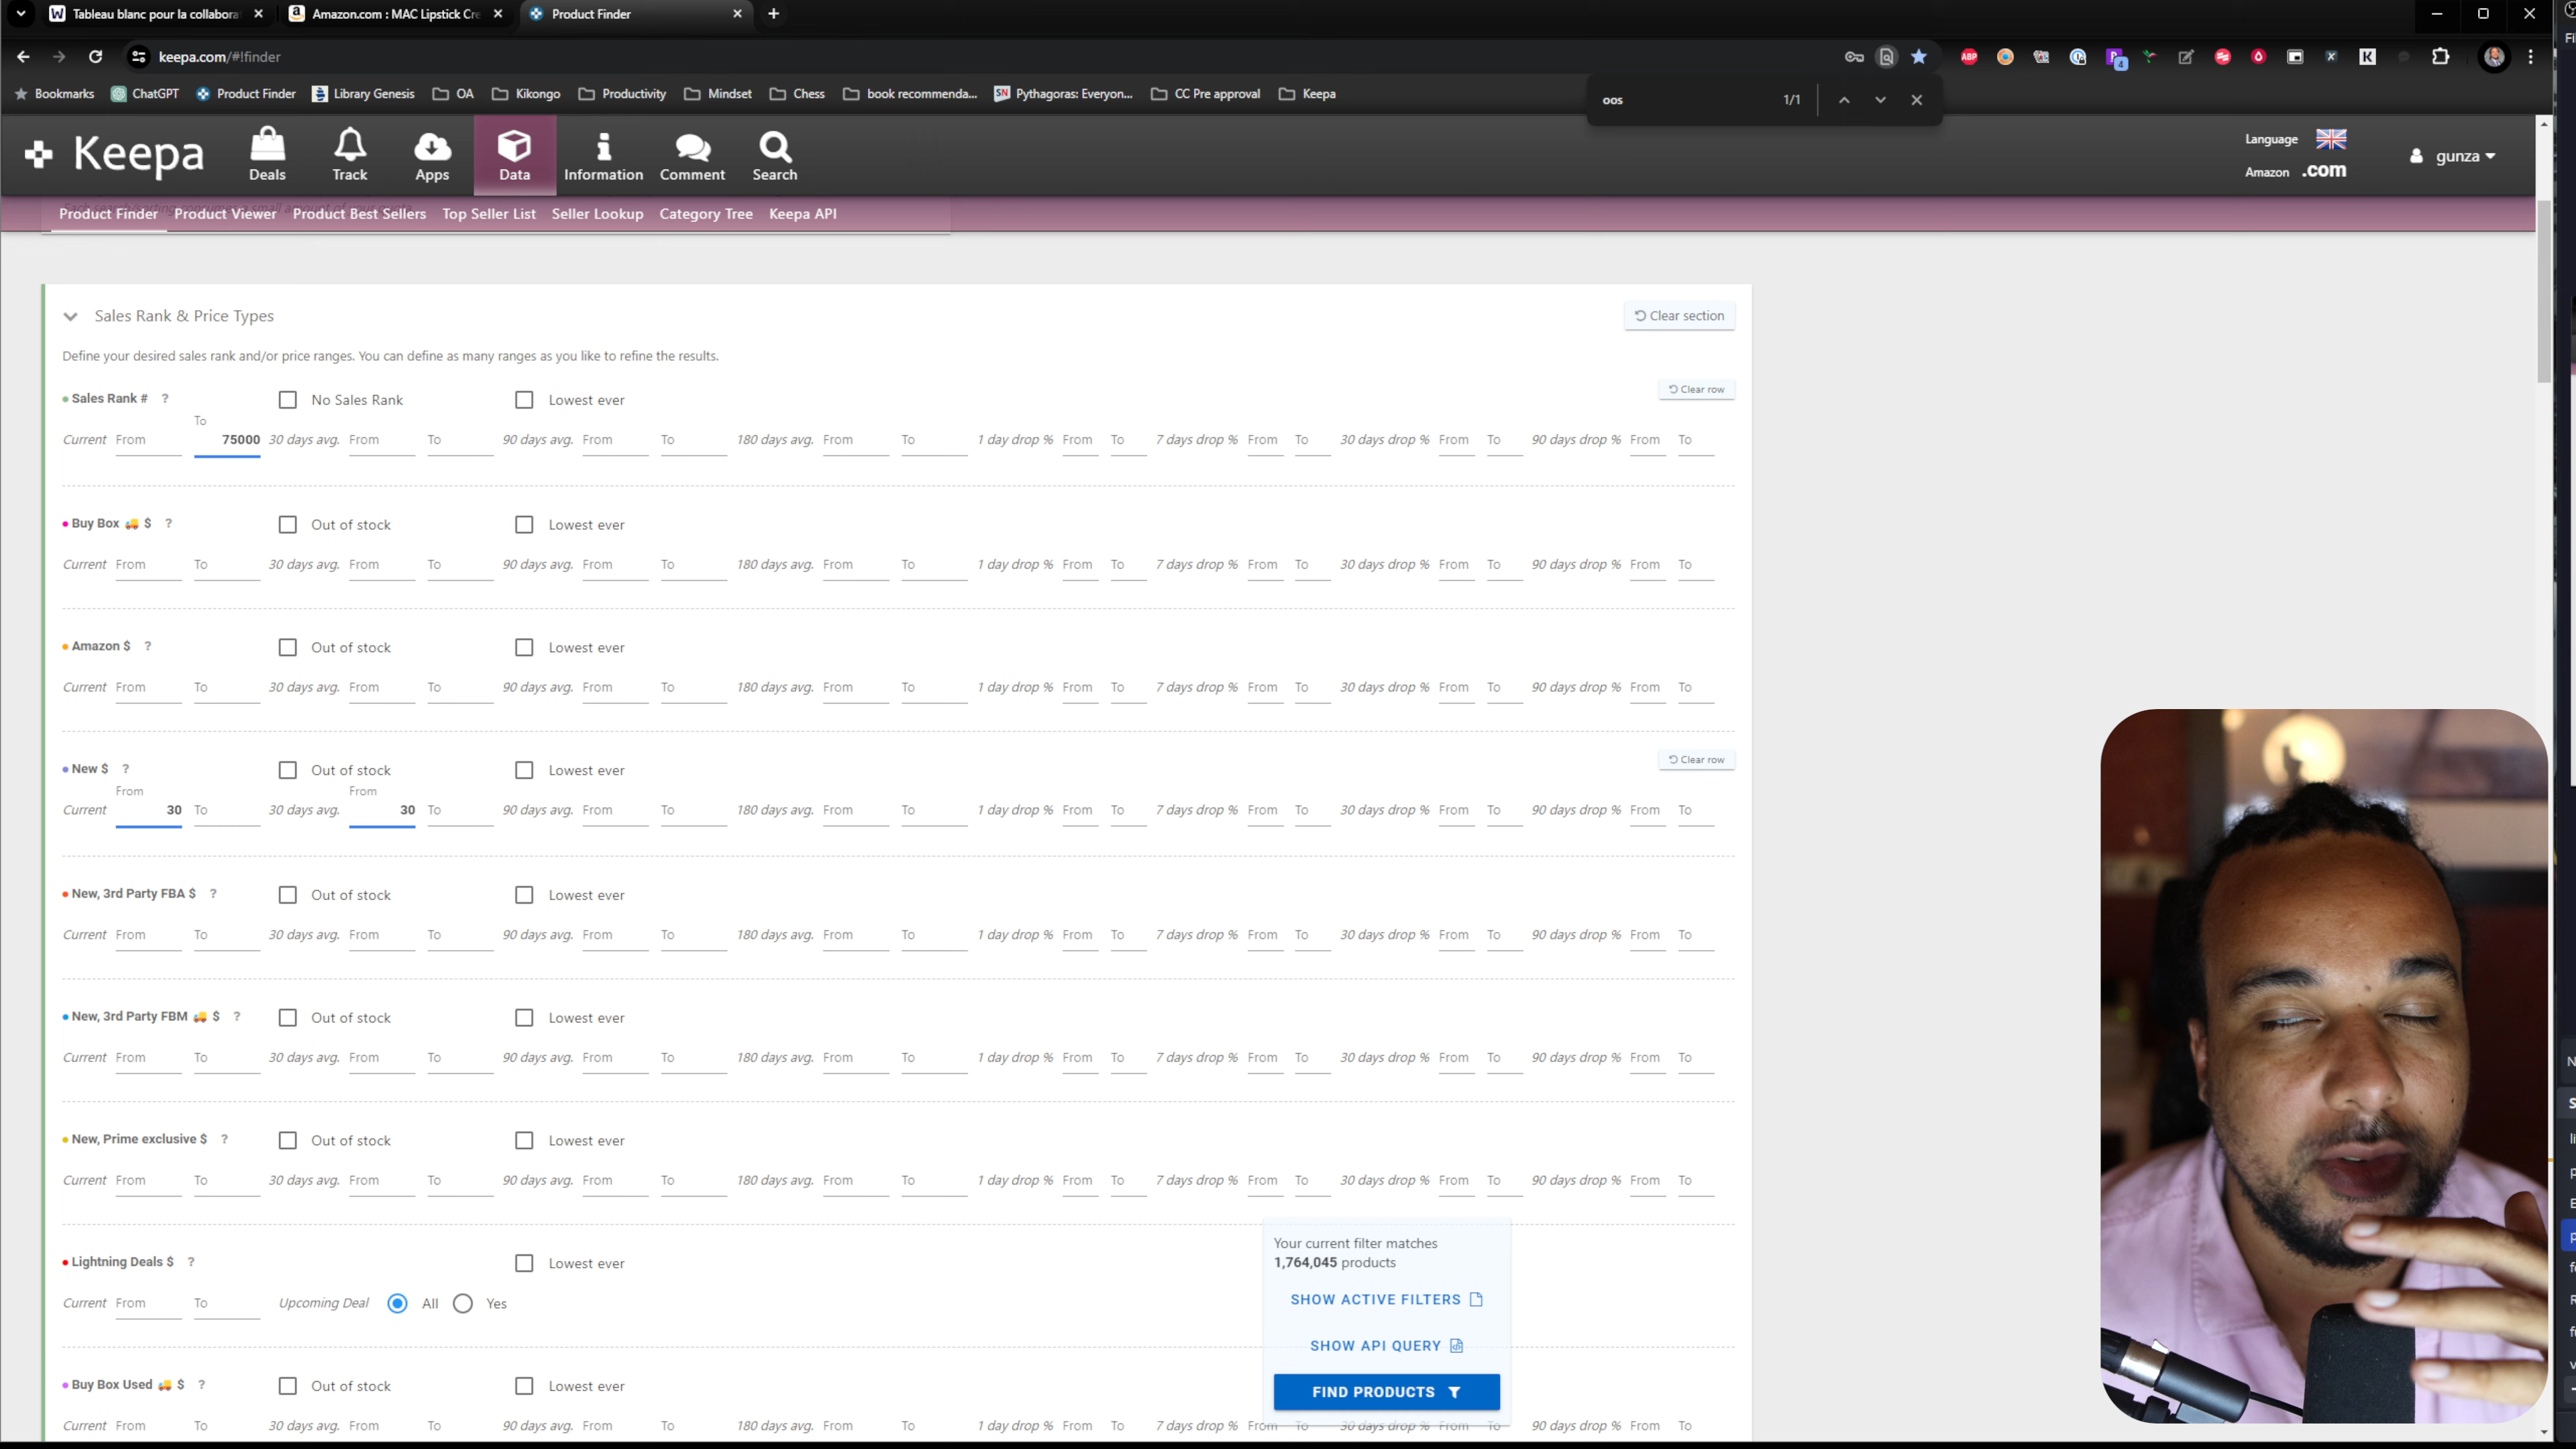 Tableau blanc pour la collabora
Amazon.com : MAC Lipstick Cre
Product Finder
keepa.com/#!finder
Bookmarks ChatGPT Product Finder Library Genesis OA Kikongo Productivity Mindset Chess book recommenda... Pythagoras: Everyon... CC Pre approval Keepa
oos 1/1
Keepa
Deals Track Apps Data Information Comment Search
Language
Amazon .com
gunza
Product Finder Product Viewer Product Best Sellers Top Seller List Seller Lookup Category Tree Keepa API
Sales Rank & Price Types
Clear section
Define your desired sales rank and/or price ranges. You can define as many ranges as you like to refine the results.
Sales Rank # ? No Sales Rank Lowest ever Clear row
To
Current From 75000 30 days avg. From To 90 days avg. From To 180 days avg. From To 1 day drop % From To 7 days drop % From To 30 days drop % From To 90 days drop % From To
Buy Box 🚚 $ ? Out of stock Lowest ever
Current From To 30 days avg. From To 90 days avg. From To 180 days avg. From To 1 day drop % From To 7 days drop % From To 30 days drop % From To 90 days drop % From To
Amazon $ ? Out of stock Lowest ever
Current From To 30 days avg. From To 90 days avg. From To 180 days avg. From To 1 day drop % From To 7 days drop % From To 30 days drop % From To 90 days drop % From To
New $ ? Out of stock Lowest ever Clear row
From From
Current 30 To 30 days avg. 30 To 90 days avg. From To 180 days avg. From To 1 day drop % From To 7 days drop % From To 30 days drop % From To 90 days drop % From To
New, 3rd Party FBA $ ? Out of stock Lowest ever
Current From To 30 days avg. From To 90 days avg. From To 180 days avg. From To 1 day drop % From To 7 days drop % From To 30 days drop % From To 90 days drop % From To
New, 3rd Party FBM 🚚 $ ? Out of stock Lowest ever
Current From To 30 days avg. From To 90 days avg. From To 180 days avg. From To 1 day drop % From To 7 days drop % From To 30 days drop % From To 90 days drop % From To
New, Prime exclusive $ ? Out of stock Lowest ever
Current From To 30 days avg. From To 90 days avg. From To 180 days avg. From To 1 day drop % From To 7 days drop % From To 30 days drop % From To 90 days drop % From To
Lightning Deals $ ? Lowest ever
Current From To Upcoming Deal All Yes
Your current filter matches
1,764,045 products
SHOW ACTIVE FILTERS
SHOW API QUERY
FIND PRODUCTS
Buy Box Used 🚚 $ ? Out of stock Lowest ever
Current From To 30 days avg. From To 90 days avg. From To 180 days avg. From To 1 day drop % From To 7 days drop % From To 30 days drop % From To 90 days drop % From To